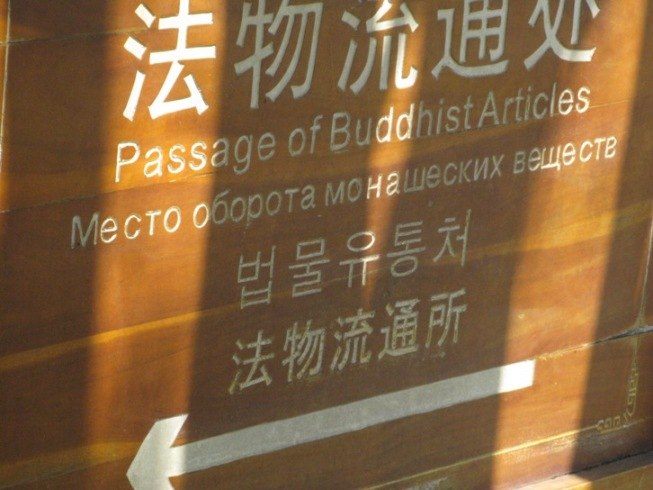 法物流通处
Passage of Buddhist Articles
Место оборота монашеских веществ
법물유통처
法物流通所